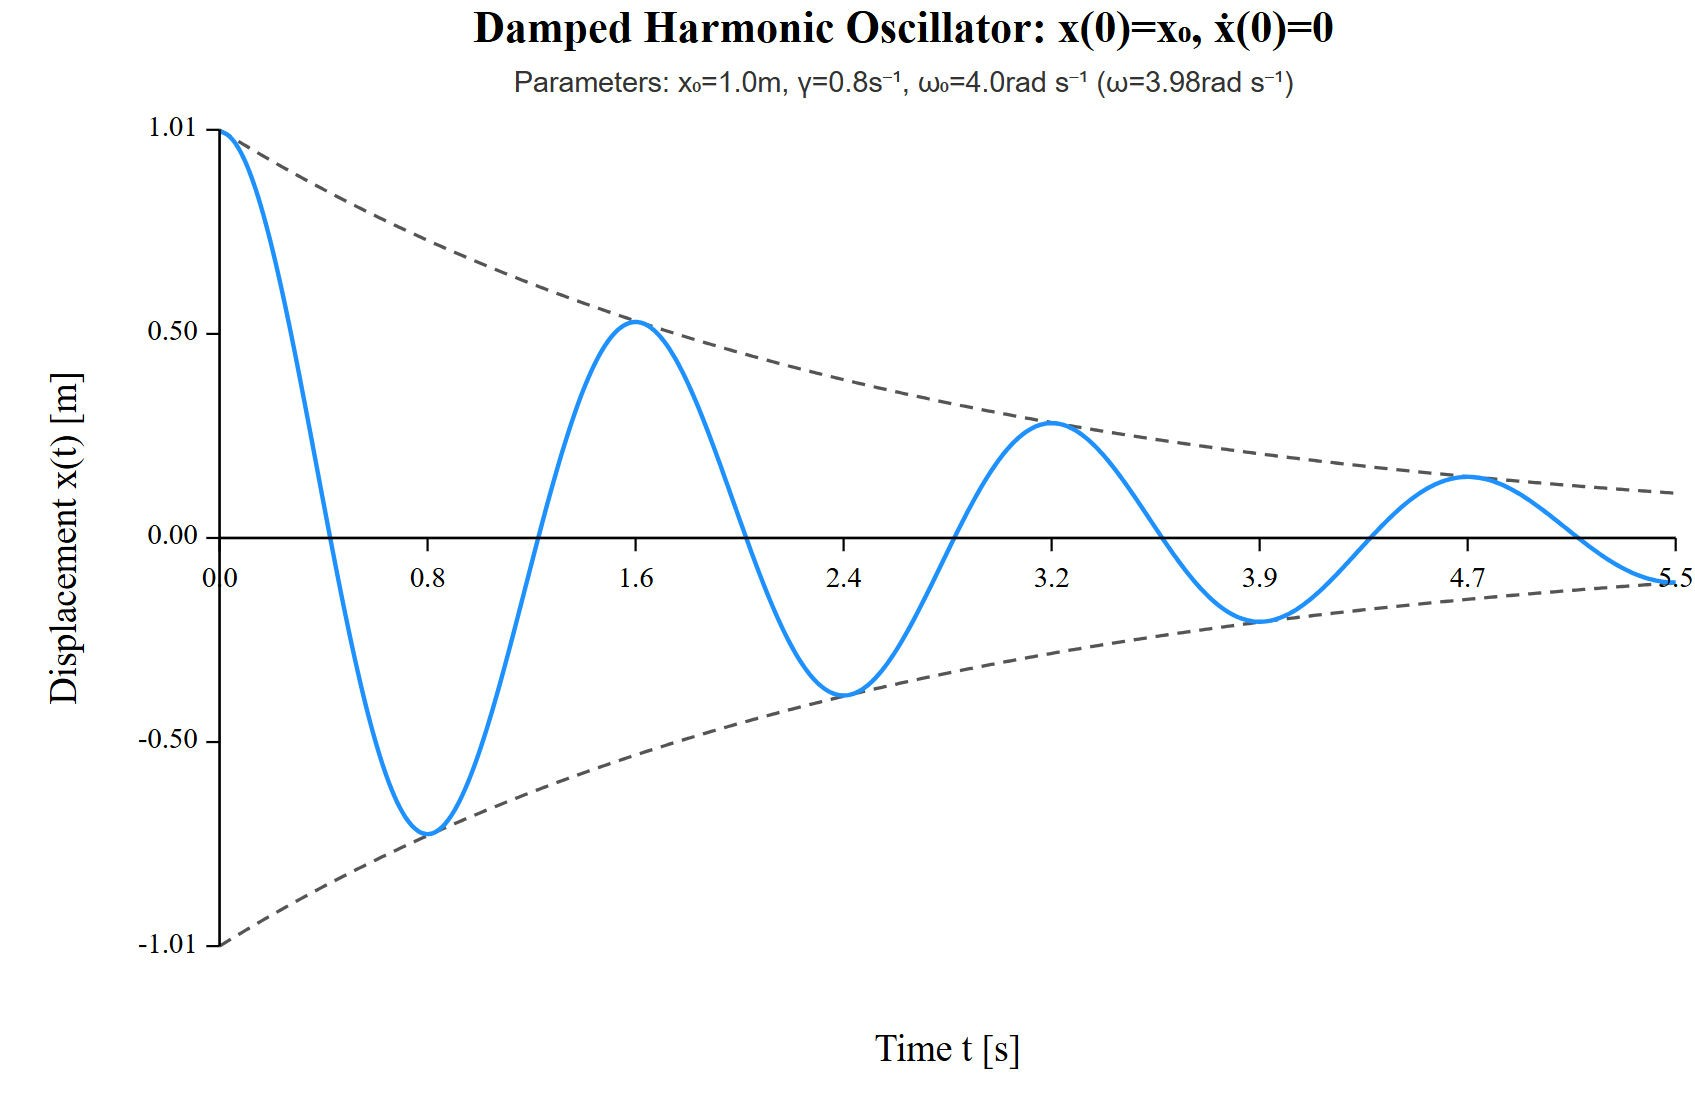 Damped Harmonic Oscillator: x(0)=x₀, ẋ(0)=0
Parameters: x₀=1.0m, γ=0.8s⁻¹, ω₀=4.0rad s⁻¹ (ω=3.98rad s⁻¹)
1.01
0.50
0.00
-0.50
-1.01
0.0 0.8 1.6 2.4 3.2 3.9 4.7 5.5
Displacement x(t) [m]
Time t [s]